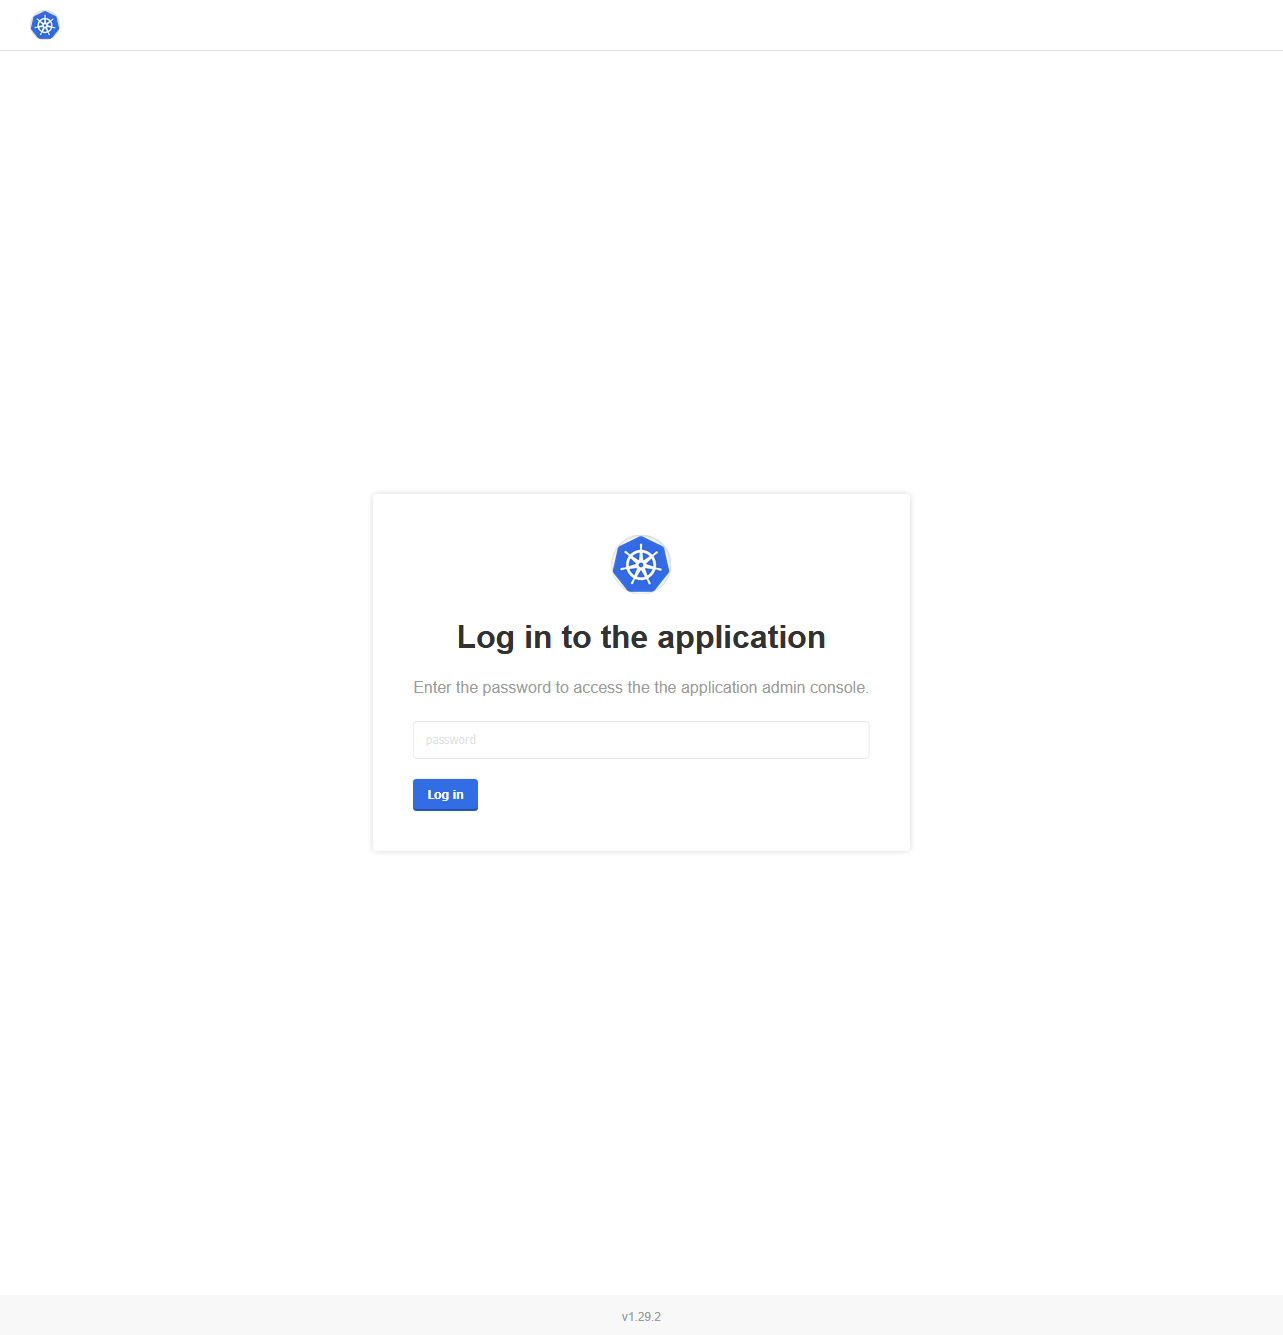 Log in to the application
Enter the password to access the the application admin console.
password
Log in
v1.29.2